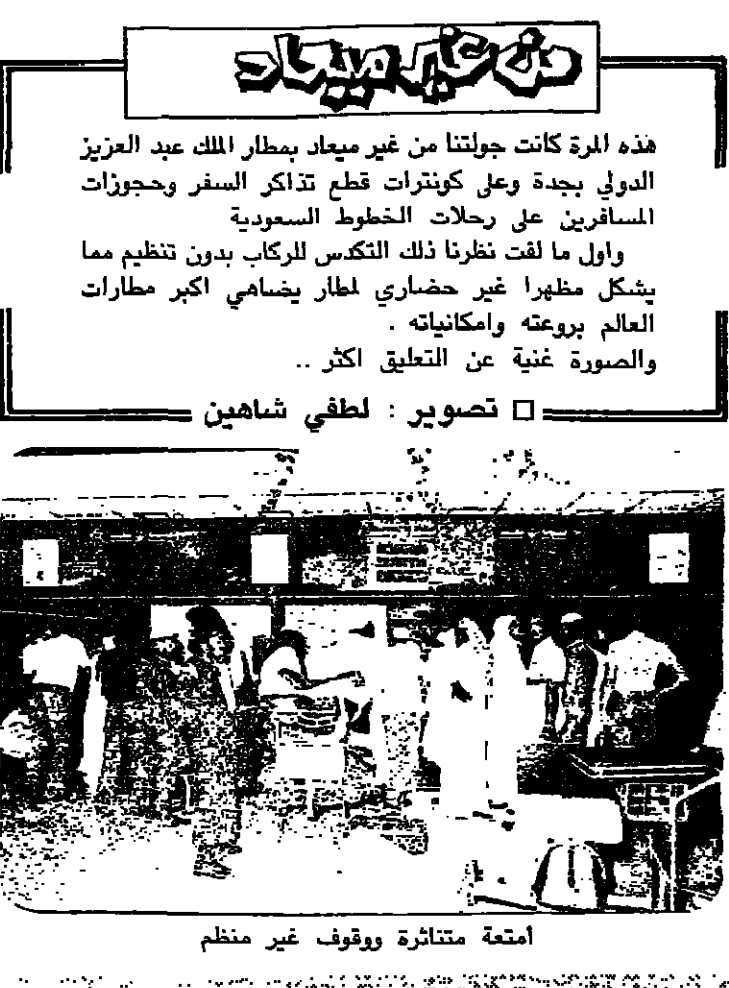 من غير ميعاد
هذه المرة كانت جولتنا من غير ميعاد بمطار الملك عبد العزيز
الدولي بجدة وعلى كونترات قطع تذاكر السفر وحجوزات
المسافرين على رحلات الخطوط السعودية
واول ما لفت نظرنا ذلك التكدس للركاب بدون تنظيم مما
يشكل مظهرا غير حضاري لمطار يضاهي اكبر مطارات
العالم بروعته وامكانياته .
والصورة غنية عن التعليق اكثر ..
□ تصوير : لطفي شاهين
أمتعة متناثرة ووقوف غير منظم